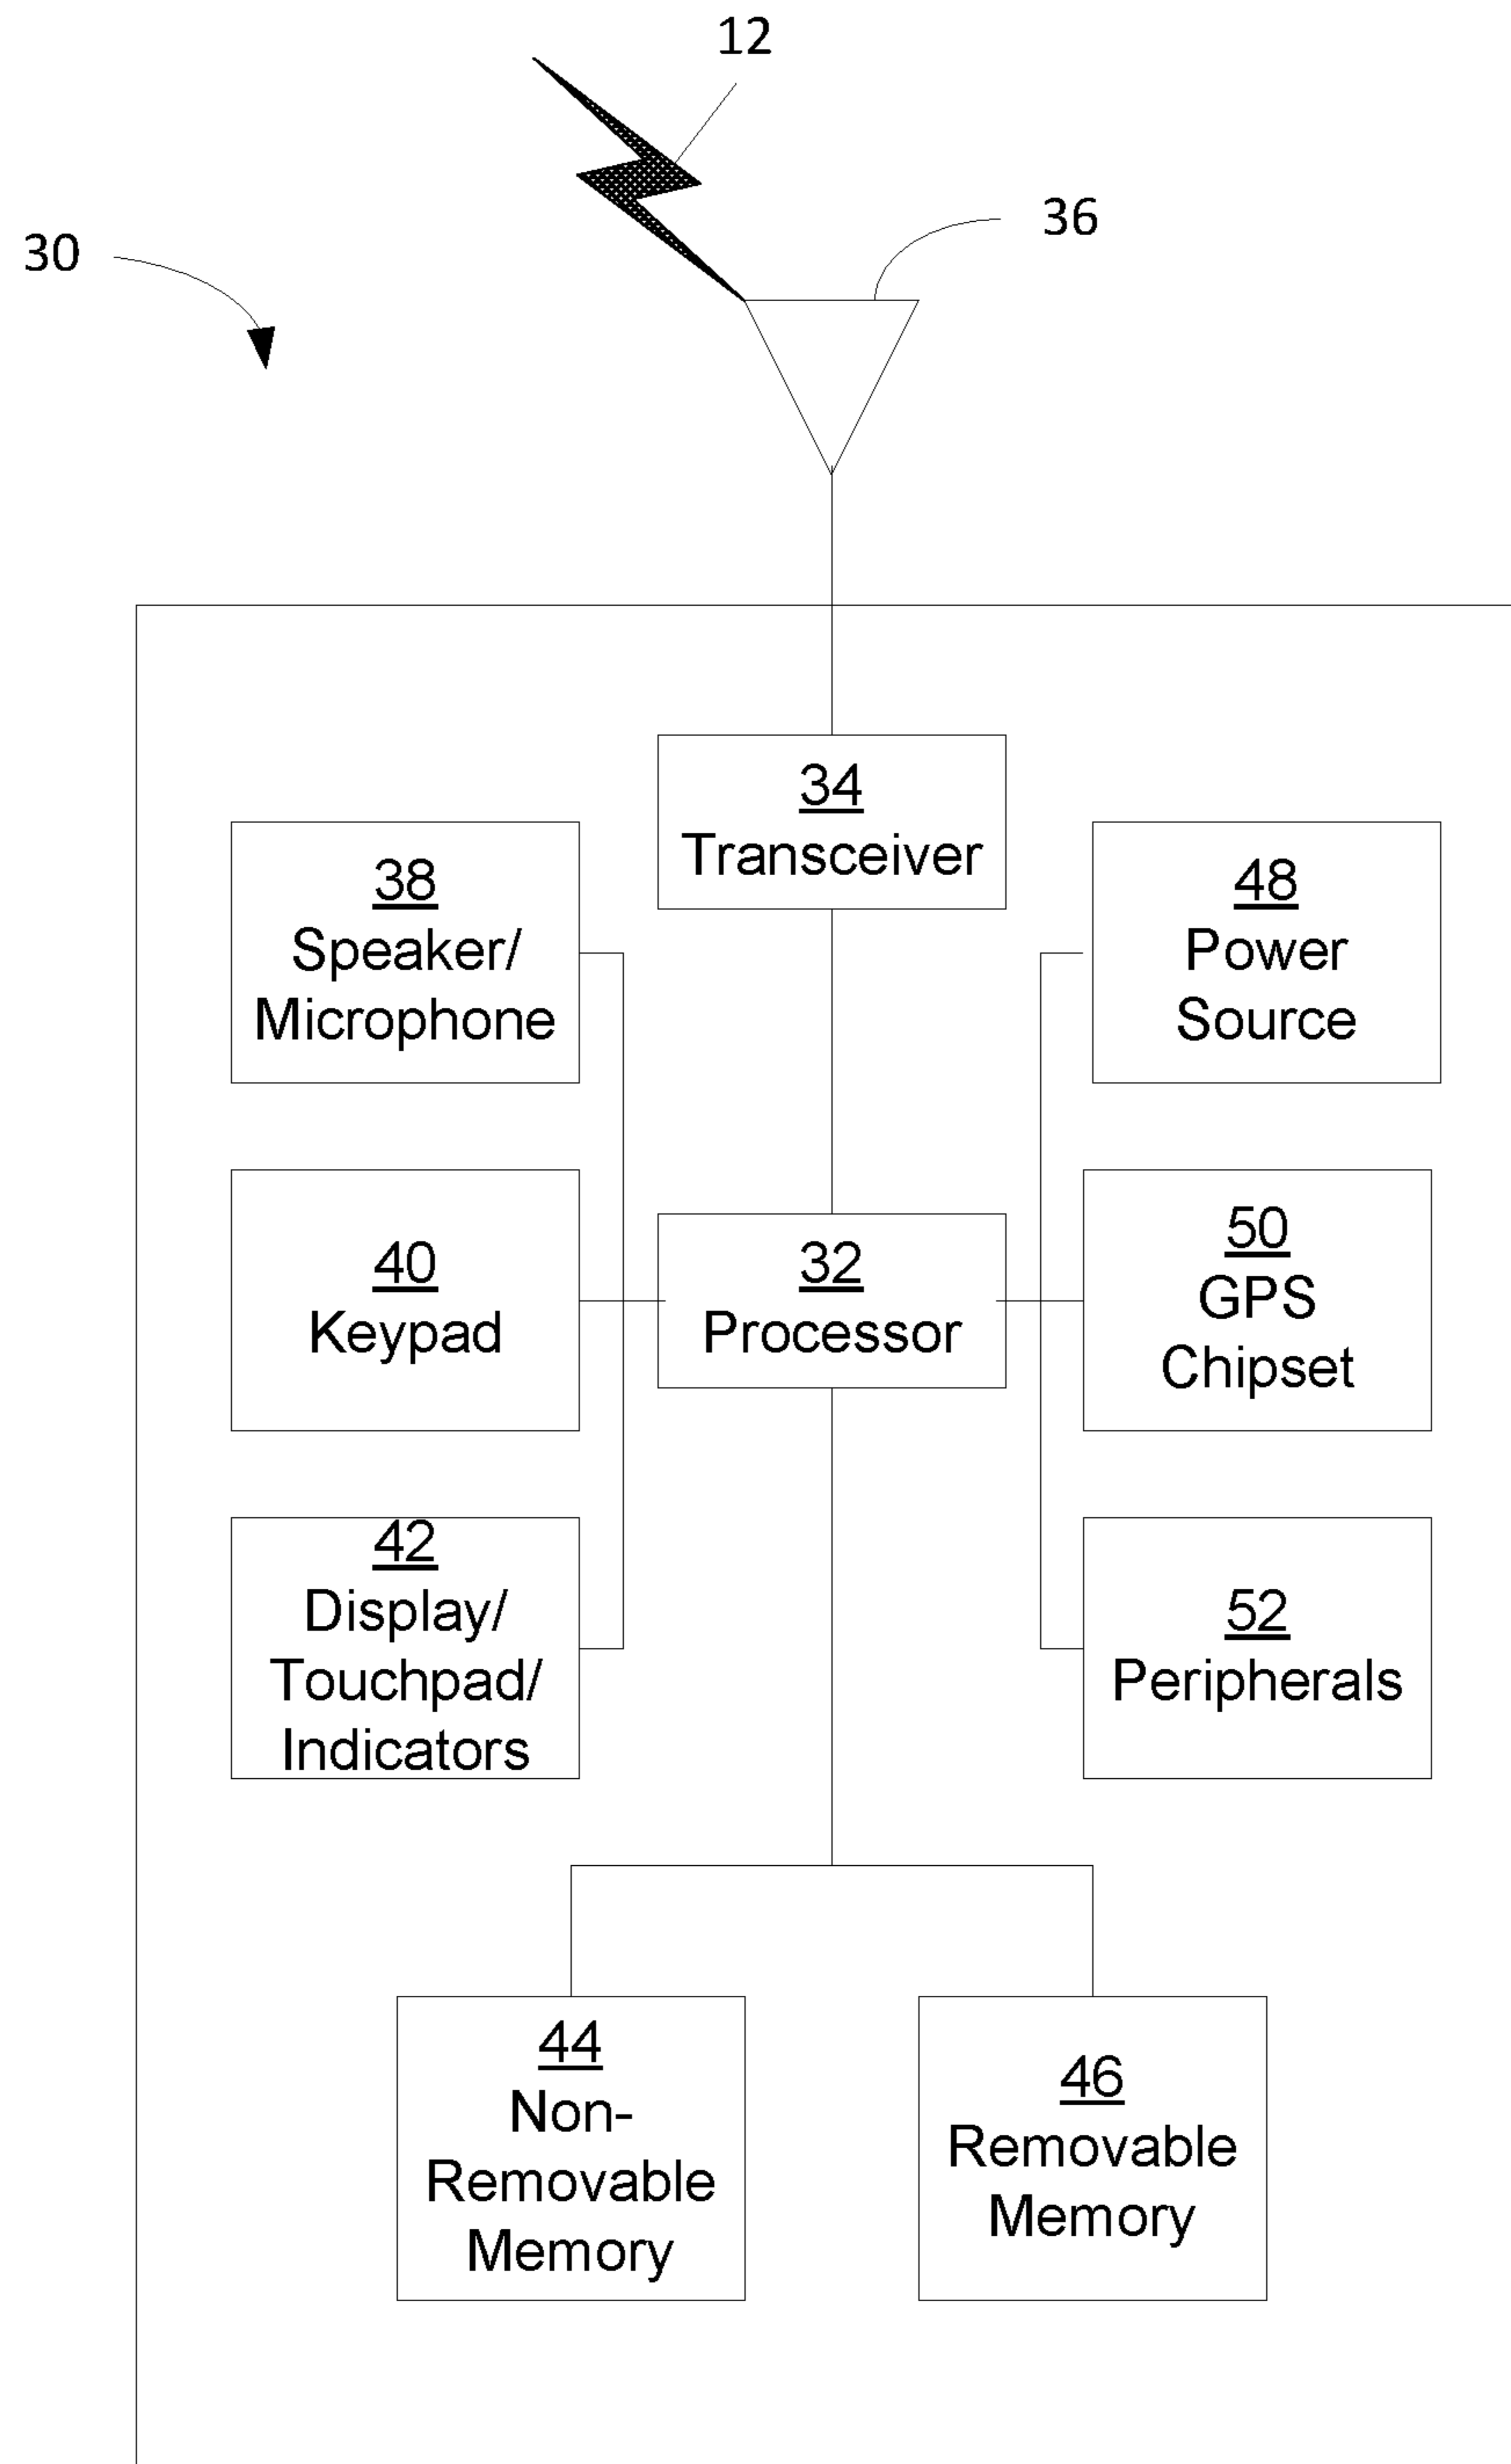 12
36
30
34
Transceiver
38
Speaker/
Microphone
48
Power
Source
40
Keypad
32
Processor
50
GPS
Chipset
42
Display/
Touchpad/
Indicators
52
Peripherals
44
Non-
Removable
Memory
46
Removable
Memory